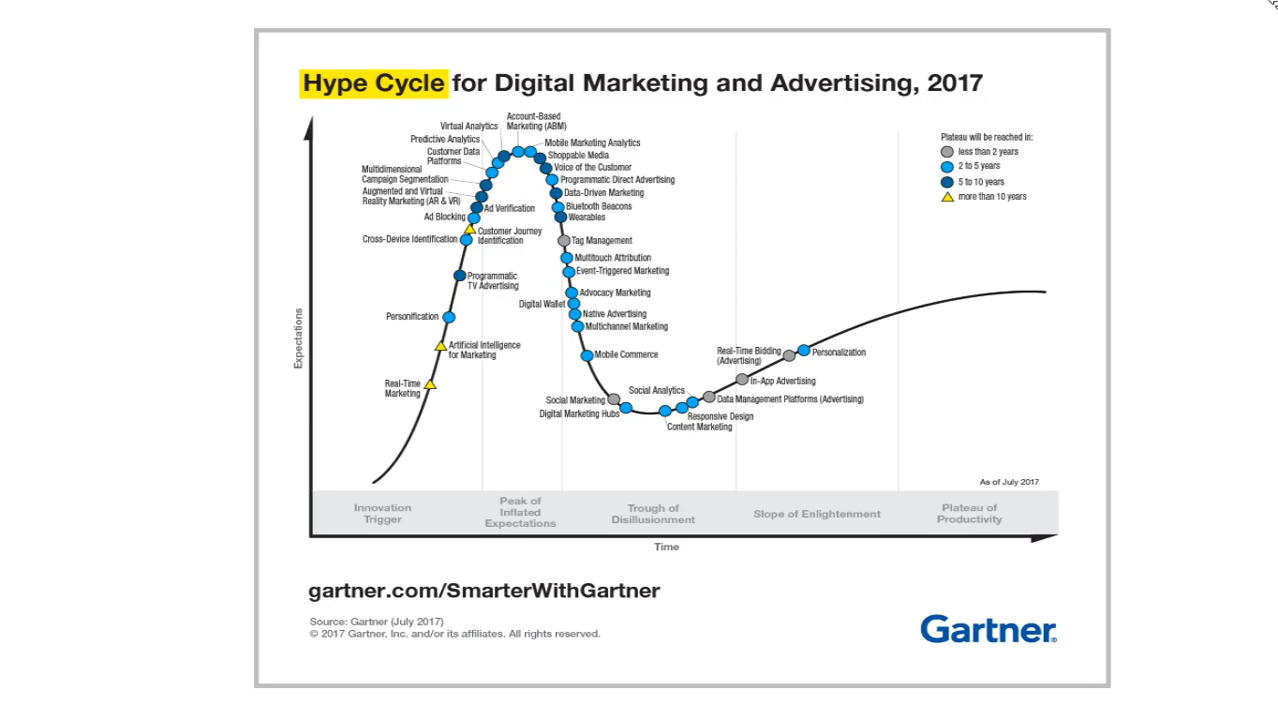 Hype Cycle for Digital Marketing and Advertising, 2017
Account-Based
Marketing (ABM)
Virtual Analytics
Predictive Analytics
Customer Data
Platforms
Multidimensional
Campaign Segmentation
Augmented and Virtual
Reality Marketing (AR & VR)
Ad Verification
Ad Blocking
Customer Journey
Identification
Cross-Device Identification
Programmatic
TV Advertising
Personification
Artificial Intelligence
for Marketing
Real-Time
Marketing
Mobile Marketing Analytics
Shoppable Media
Voice of the Customer
Programmatic Direct Advertising
Data-Driven Marketing
Bluetooth Beacons
Wearables
Tag Management
Multitouch Attribution
Event-Triggered Marketing
Advocacy Marketing
Digital Wallet
Native Advertising
Multichannel Marketing
Mobile Commerce
Social Marketing
Digital Marketing Hubs
Social Analytics
Content Marketing
Responsive Design
Data Management Platforms (Advertising)
In-App Advertising
Real-Time Bidding
(Advertising)
Personalization
Plateau will be reached in:
less than 2 years
2 to 5 years
5 to 10 years
more than 10 years
Expectations
As of July 2017
Innovation
Trigger
Peak of
Inflated
Expectations
Trough of
Disillusionment
Slope of Enlightenment
Plateau of
Productivity
Time
gartner.com/SmarterWithGartner
Source: Gartner (July 2017)
© 2017 Gartner, Inc. and/or its affiliates. All rights reserved.
Gartner®